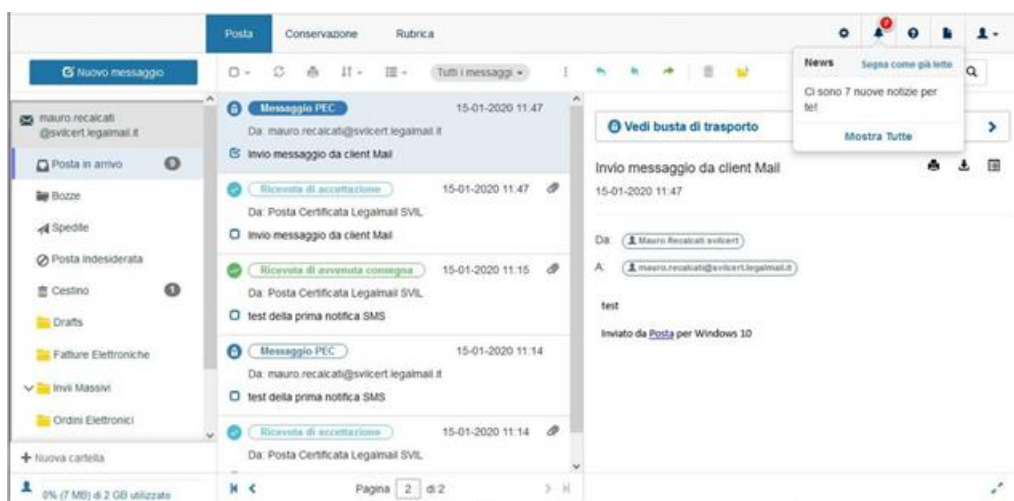 Posta Conservazione Rubrica
7
Nuovo messaggio
Tutti i messaggi
mauro.recalcati
@svilcert.legalmail.it
Posta in arrivo 9
Bozze
Spedite
Posta Indesiderata
Cestino 1
Drafts
Fatture Elettroniche
Invii Massivi
Ordini Elettronici
Nuova cartella
0% (7 MB) di 2 GB utilizzato
Messaggio PEC 15-01-2020 11:47
Da: mauro.recalcati@svilcert.legalmail.it
Invio messaggio da client Mail
Ricevuta di accettazione 15-01-2020 11:47
Da: Posta Certificata Legalmail SVIL
Invio messaggio da client Mail
Ricevuta di avvenuta consegna 15-01-2020 11:15
Da: Posta Certificata Legalmail SVIL
test della prima notifica SMS
Messaggio PEC 15-01-2020 11:14
Da: mauro.recalcati@svilcert.legalmail.it
test della prima notifica SMS
Ricevuta di accettazione 15-01-2020 11:14
Da: Posta Certificata Legalmail SVIL
Pagina 2 di 2
News Segna come già lette
Ci sono 7 nuove notizie per
te!
Mostra Tutte
Vedi busta di trasporto
Invio messaggio da client Mail
15-01-2020 11:47
Da: Mauro Recalcati svilcert
A: mauro.recalcati@svilcert.legalmail.it
test
Inviato da Posta per Windows 10